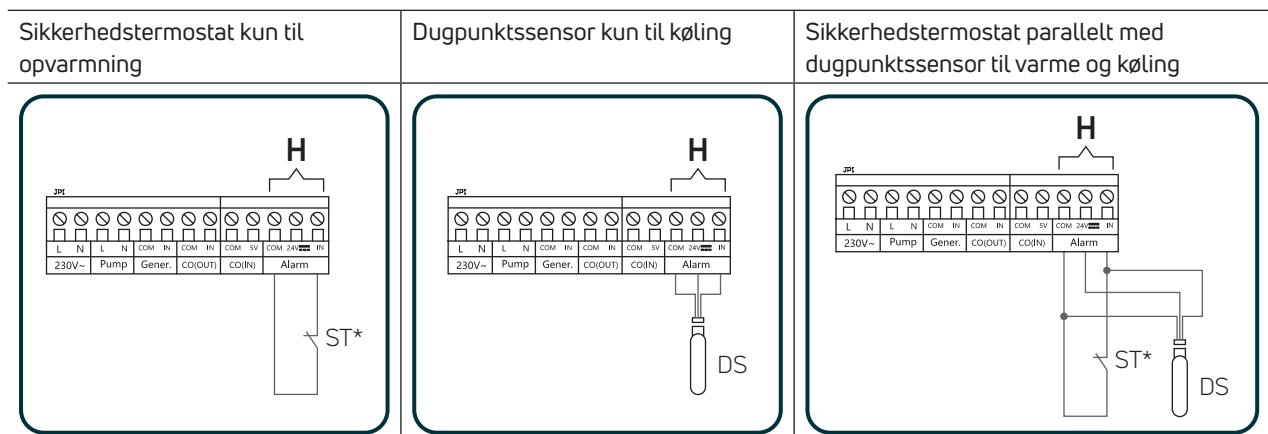 Sikkerhedstermostat kun til
opvarmning
Dugpunktssensor kun til køling
Sikkerhedstermostat parallelt med
dugpunktssensor til varme og køling
H
JP1
L N L N COM IN COM IN COM 5V COM 24V IN
230V~ Pump Gener. CO(OUT) CO(IN) Alarm
ST*
H
JP1
L N L N COM IN COM IN COM 5V COM 24V IN
230V~ Pump Gener. CO(OUT) CO(IN) Alarm
DS
H
JP1
L N L N COM IN COM IN COM 5V COM 24V IN
230V~ Pump Gener. CO(OUT) CO(IN) Alarm
ST*
DS